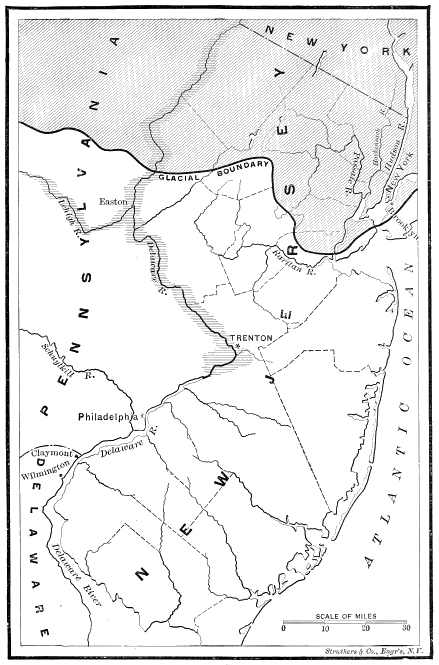 NEW YORK
PENNSYLVANIA
NEW JERSEY
Hackensack R.
Hudson R.
Passaic R.
New York
Brooklyn
GLACIAL BOUNDARY
Easton
Lehigh R.
Delaware R.
Raritan R.
TRENTON
Schuylkill R.
Philadelphia
Delaware R.
Claymont
Wilmington
DELAWARE
Delaware River
ATLANTIC OCEAN
SCALE OF MILES
0 10 20 30
Struthers & Co., Engr's, N.Y.